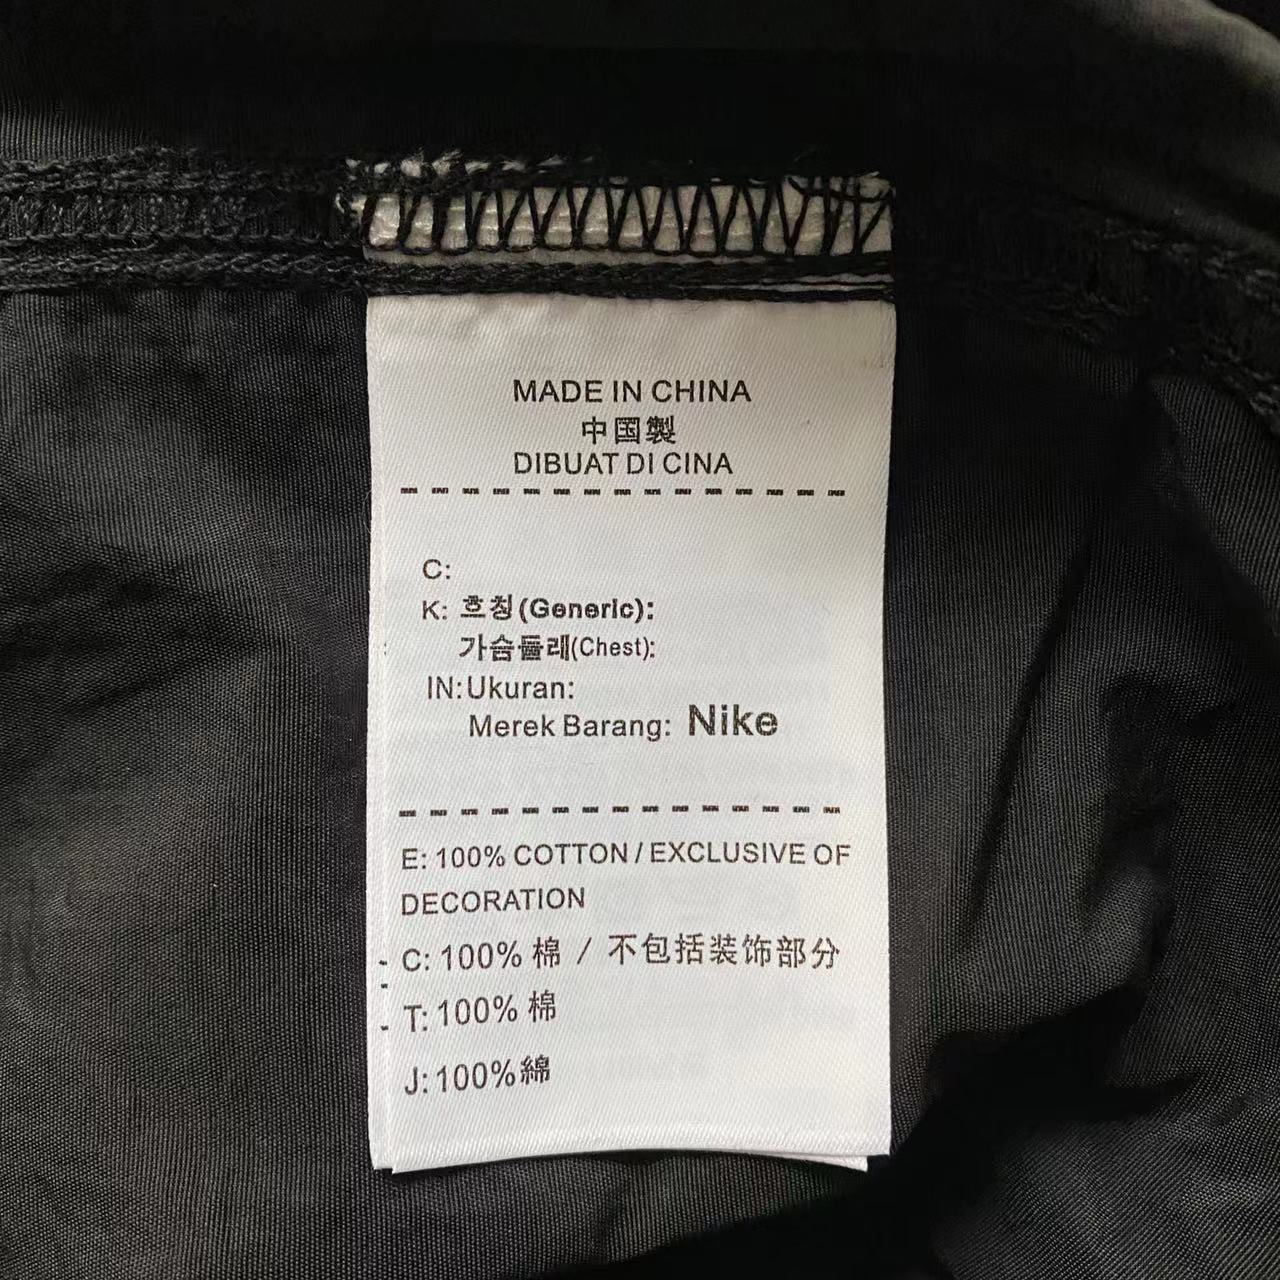 MADE IN CHINA
中国製
DIBUAT DI CINA
C:
K: 흐칭(Generic):
가슴둘레(Chest):
IN:Ukuran:
Merek Barang: Nike
E: 100% COTTON / EXCLUSIVE OF
DECORATION
C: 100% 棉 / 不包括装饰部分
T: 100% 棉
J: 100%綿